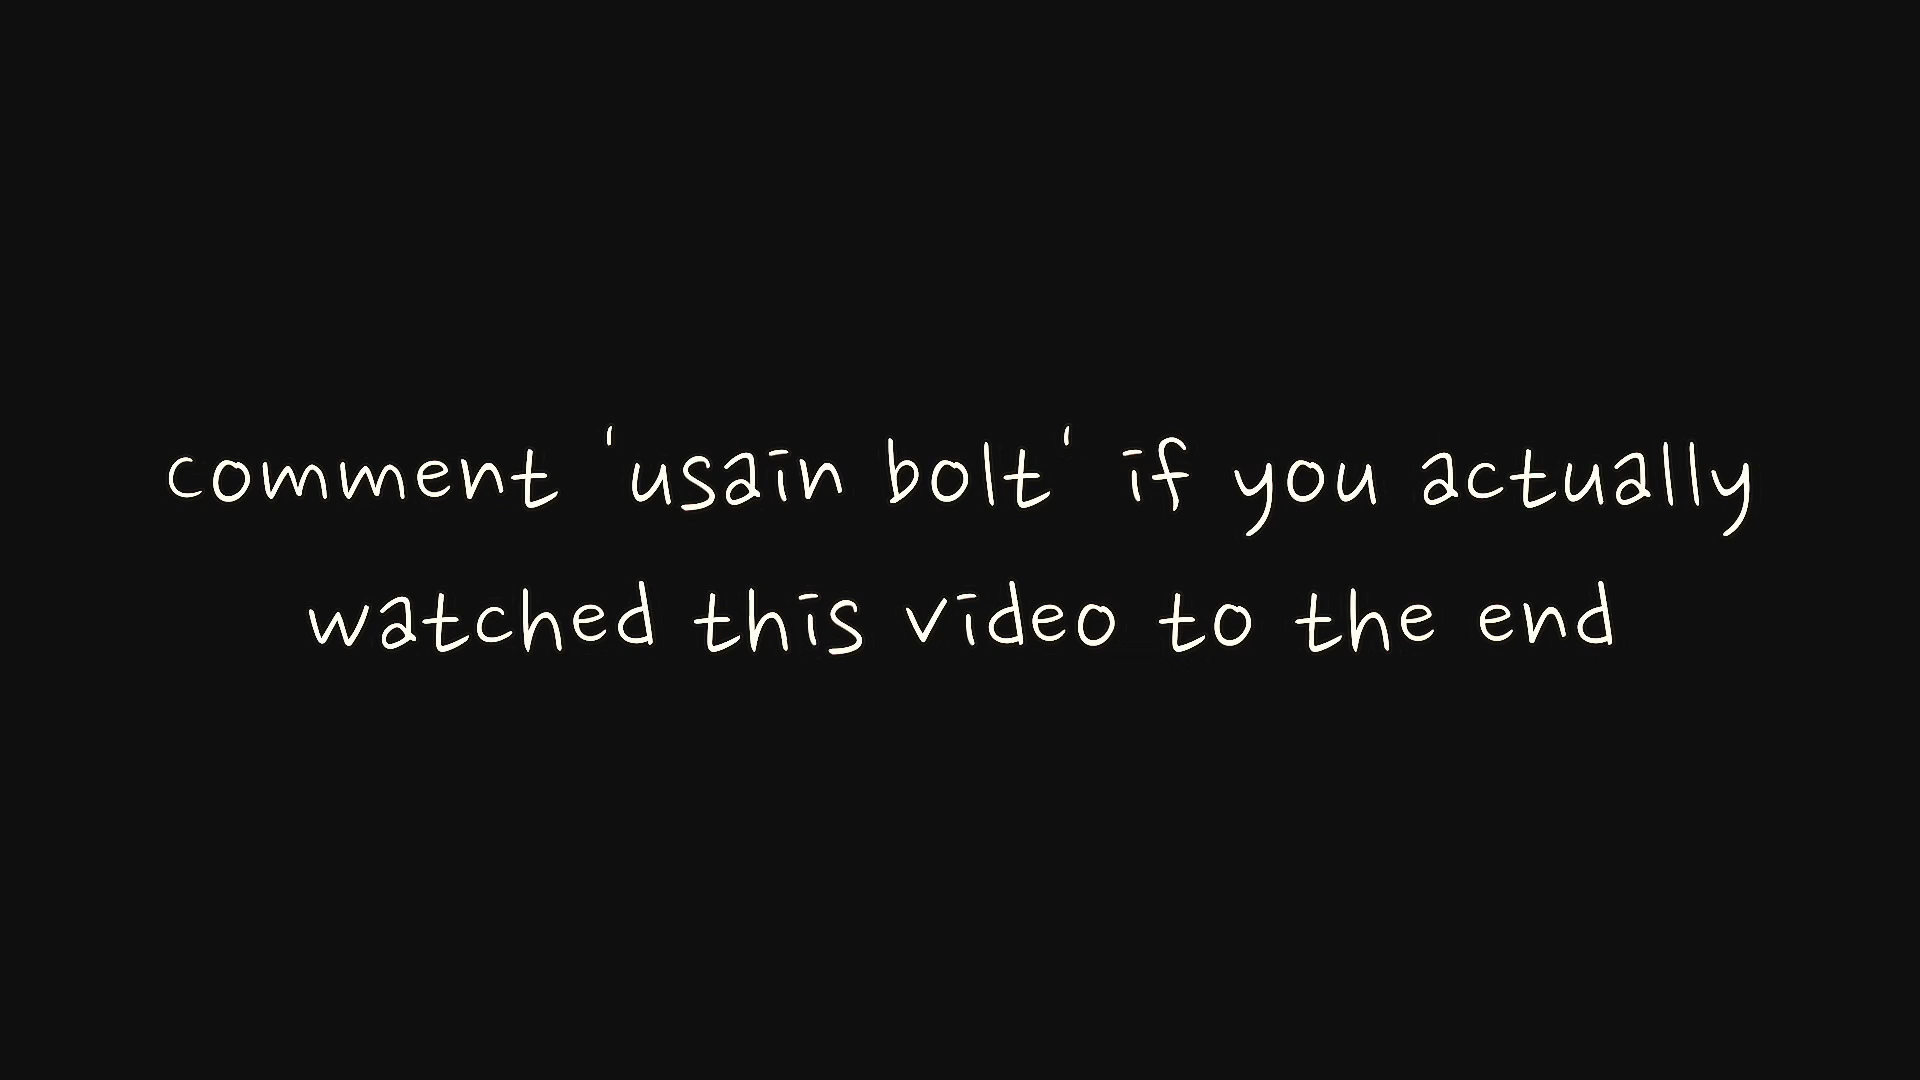 comment 'usain bolt' if you actually
watched this video to the end